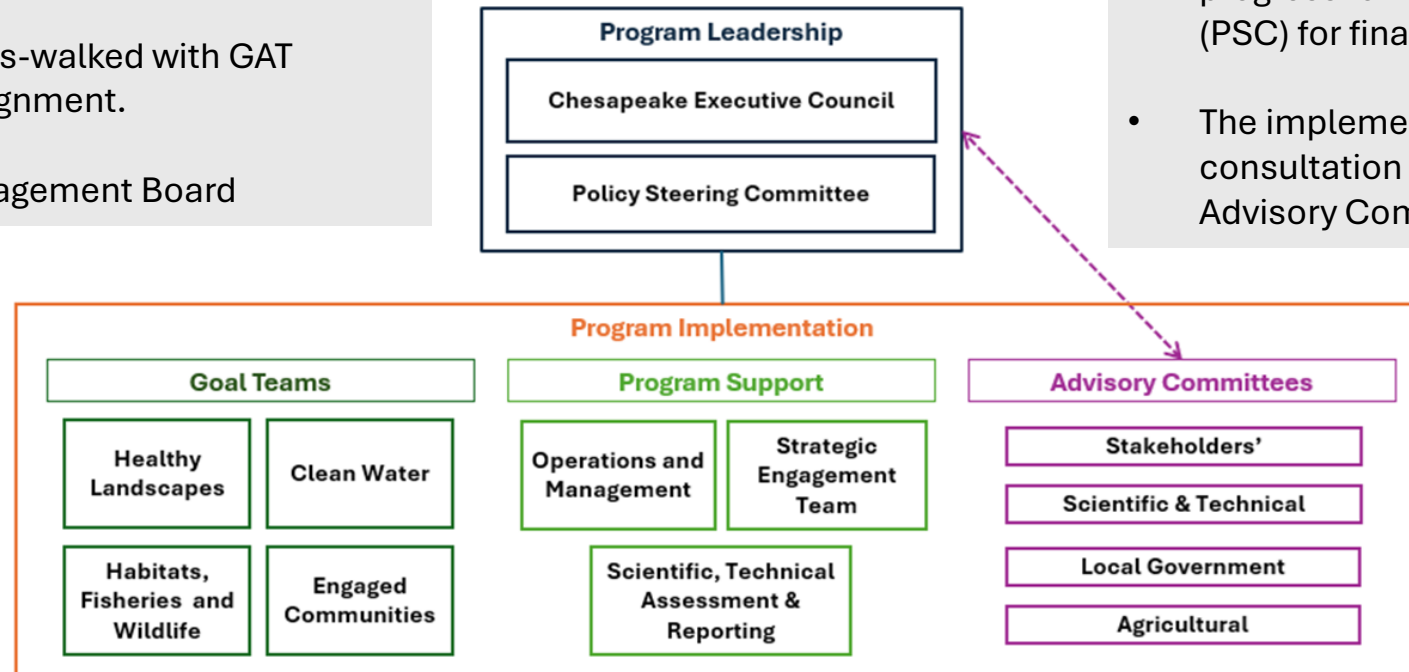 s-walked with GAT
gnment.
agement Board
(PSC) for fina
• The impleme
consultation
Advisory Con
Program Leadership
Chesapeake Executive Council
Policy Steering Committee
Program Implementation
Goal Teams
Healthy
Landscapes
Clean Water
Habitats,
Fisheries and
Wildlife
Engaged
Communities
Program Support
Operations and
Management
Strategic
Engagement
Team
Scientific, Technical
Assessment &
Reporting
Advisory Committees
Stakeholders’
Scientific & Technical
Local Government
Agricultural